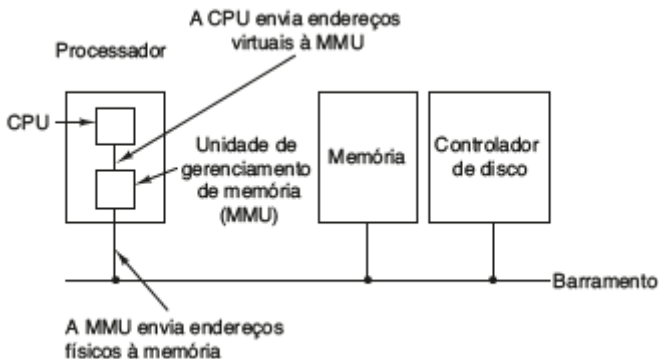 A CPU envia endereços
virtuais à MMU
Processador
CPU
Unidade de
gerenciamento
de memória
(MMU)
Memória
Controlador
de disco
Barramento
A MMU envia endereços
físicos à memória